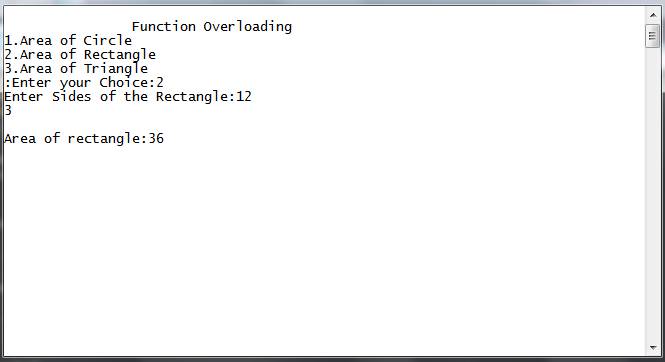 Function Overloading
1.Area of Circle
2.Area of Rectangle
3.Area of Triangle
:Enter your Choice:2
Enter Sides of the Rectangle:12
3
Area of rectangle:36